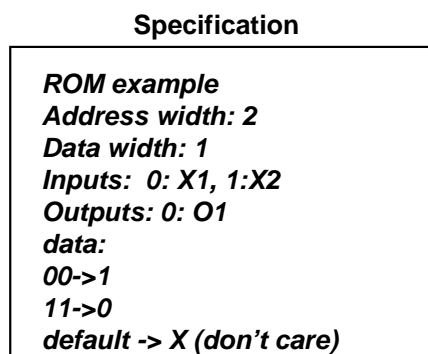 Specification
ROM example
Address width: 2
Data width: 1
Inputs:  0: X1, 1:X2
Outputs: 0: O1
data:
00->1
11->0
default -> X (don't care)